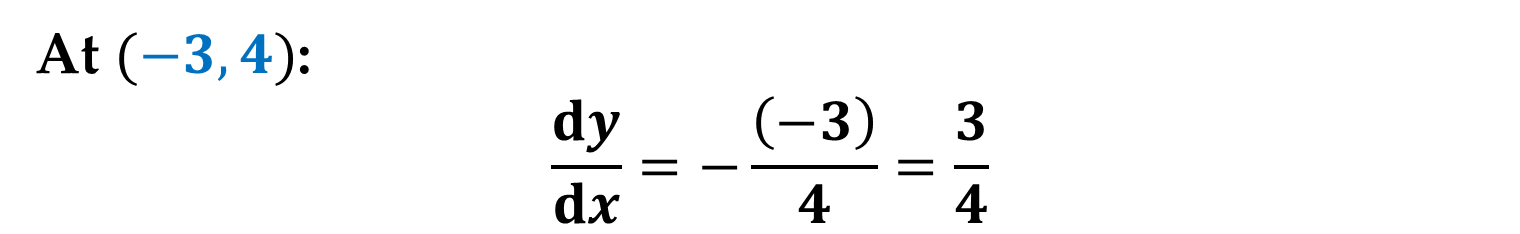 At (−3, 4):
dy/dx = −(−3)/4 = 3/4